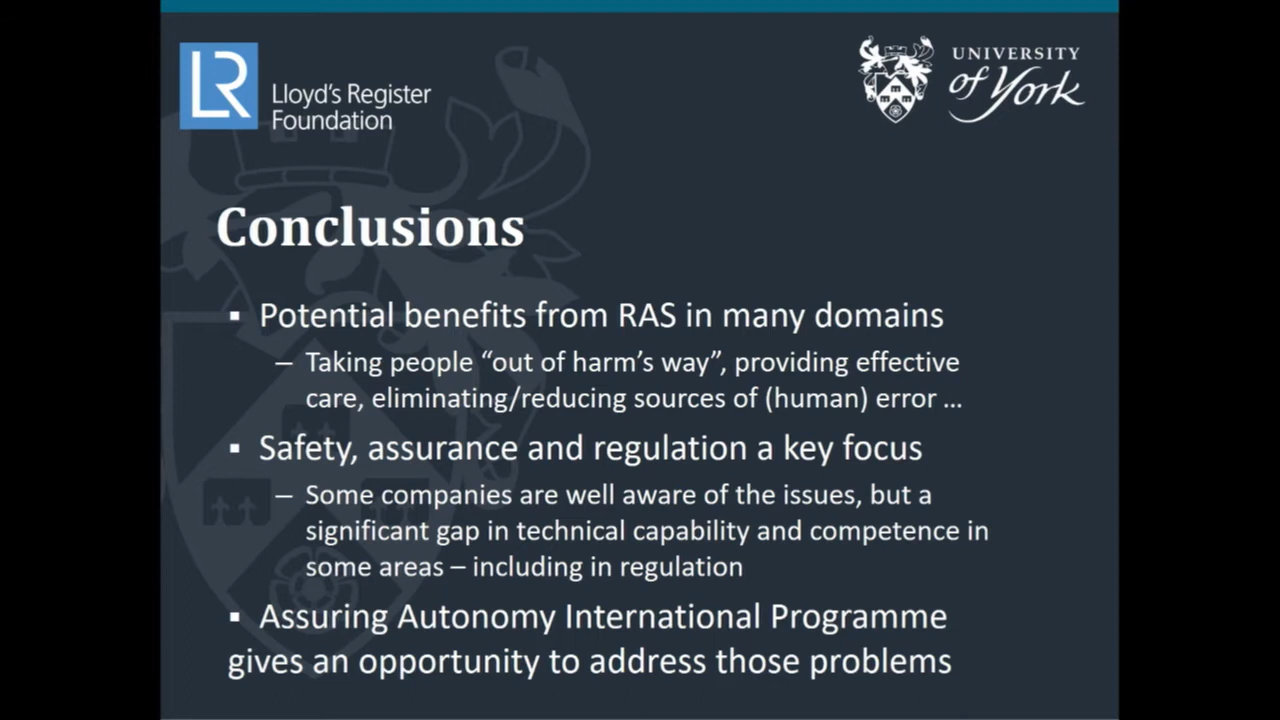 LR
Lloyd's Register
Foundation
UNIVERSITY
of York
Conclusions
▪ Potential benefits from RAS in many domains
– Taking people “out of harm’s way”, providing effective
care, eliminating/reducing sources of (human) error …
▪ Safety, assurance and regulation a key focus
– Some companies are well aware of the issues, but a
significant gap in technical capability and competence in
some areas – including in regulation
▪ Assuring Autonomy International Programme
gives an opportunity to address those problems